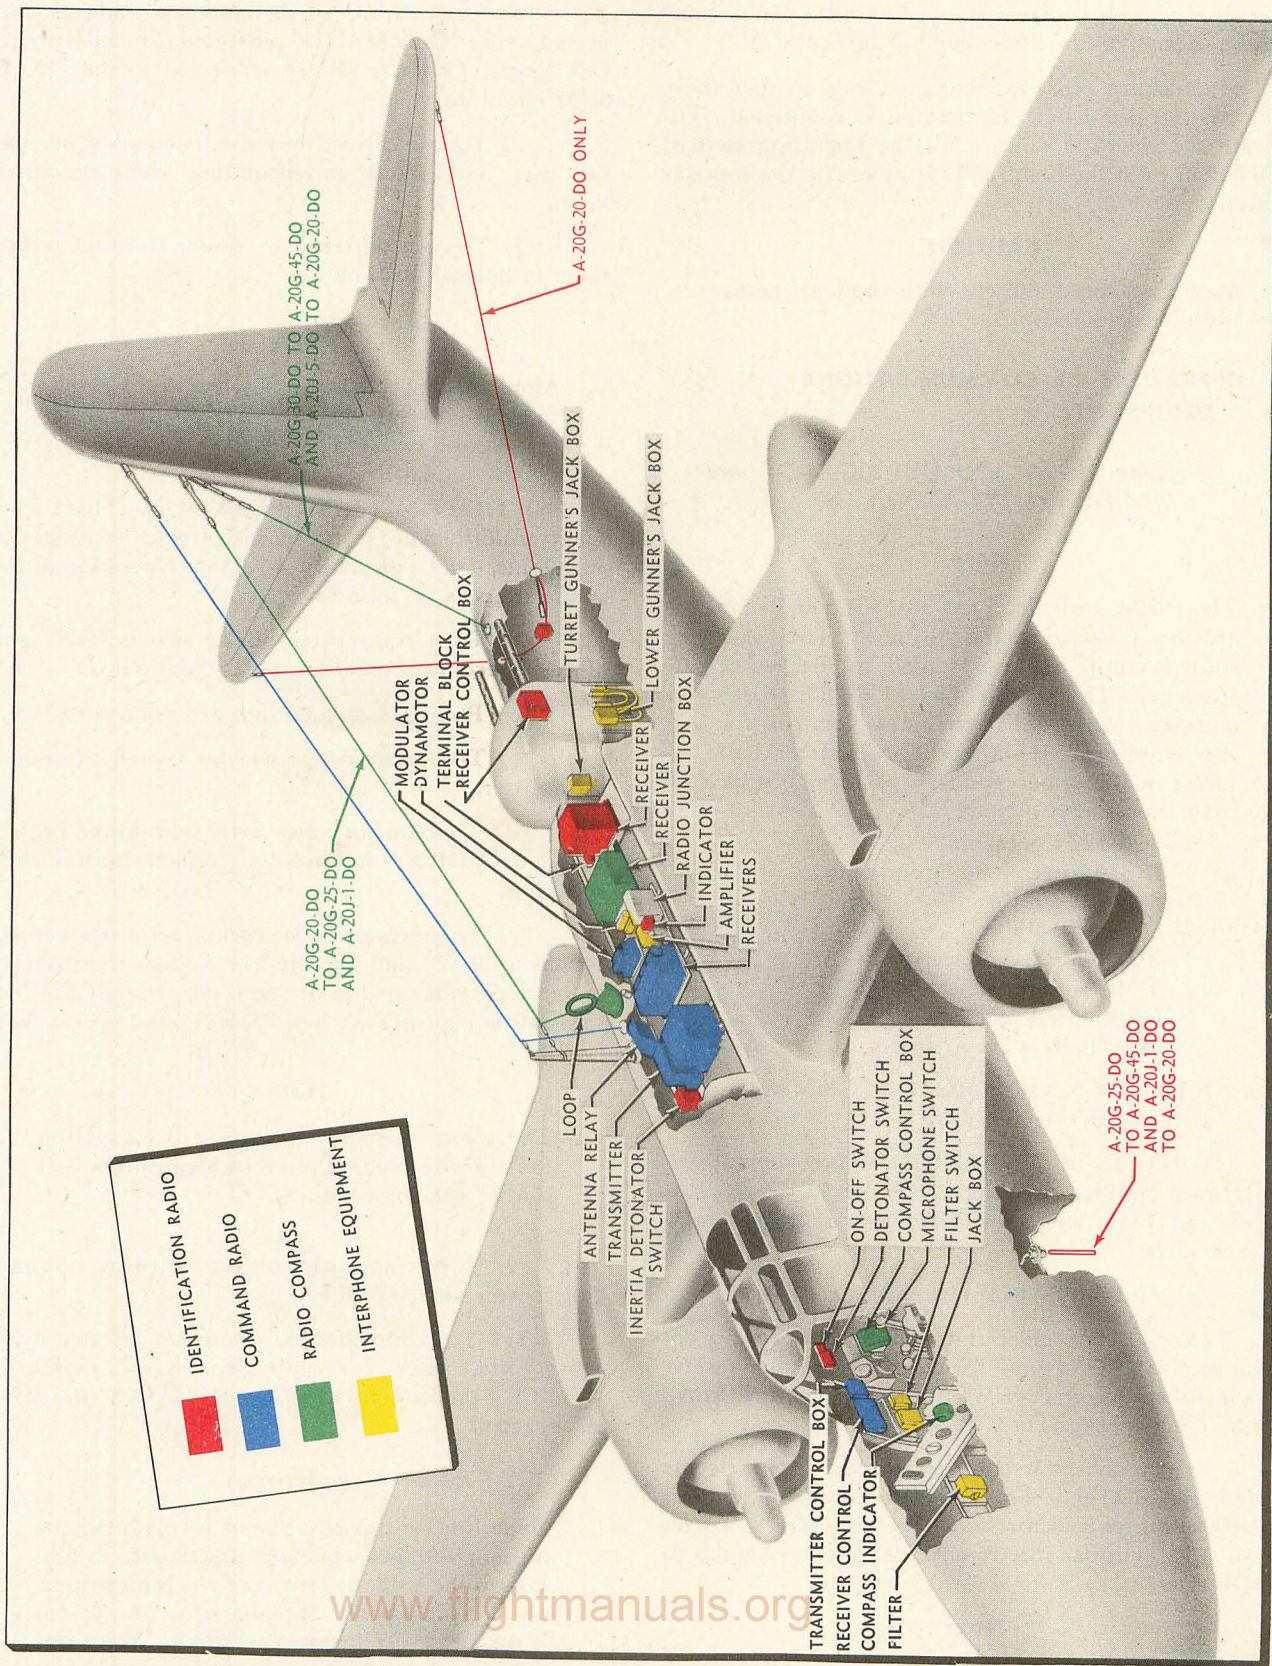 IDENTIFICATION RADIO
COMMAND RADIO
RADIO COMPASS
INTERPHONE EQUIPMENT
A-20G-20-DO
TO A-20G-25-DO
AND A-20J-1-DO
A-20G-30-DO TO A-20G-45-DO
AND A-20J-5-DO TO A-20G-20-DO
A-20G-20-DO ONLY
MODULATOR
DYNAMOTOR
TERMINAL BLOCK
RECEIVER CONTROL BOX
TURRET GUNNER'S JACK BOX
LOWER GUNNER'S JACK BOX
LOOP
ANTENNA RELAY
TRANSMITTER
INERTIA DETONATOR
SWITCH
RECEIVER
RECEIVER
RADIO JUNCTION BOX
INDICATOR
AMPLIFIER
RECEIVERS
ON-OFF SWITCH
DETONATOR SWITCH
COMPASS CONTROL BOX
MICROPHONE SWITCH
FILTER SWITCH
JACK BOX
TRANSMITTER CONTROL BOX
RECEIVER CONTROL
COMPASS INDICATOR
FILTER
A-20G-25-DO
TO A-20G-45-DO
AND A-20J-1-DO
TO A-20G-20-DO
www.flightmanuals.org